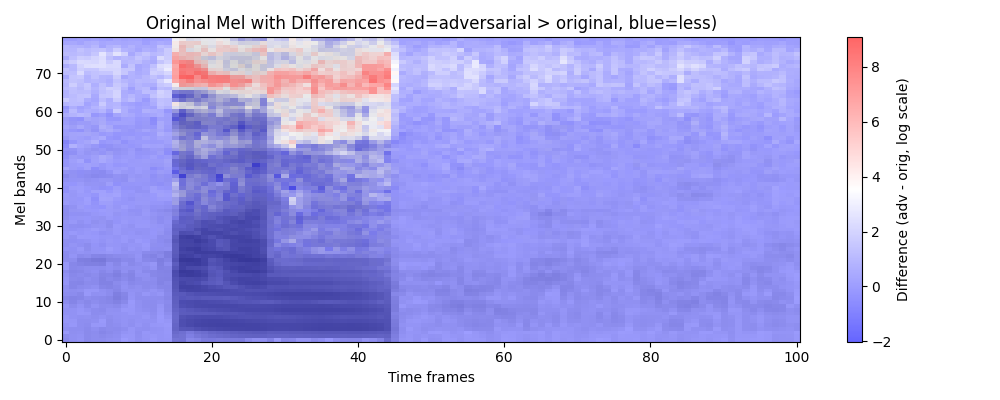 Original Mel with Differences (red=adversarial > original, blue=less)
Mel bands
70
60
50
40
30
20
10
0
0 20 40 60 80 100
Time frames
8
6
4
2
0
−2
Difference (adv - orig, log scale)